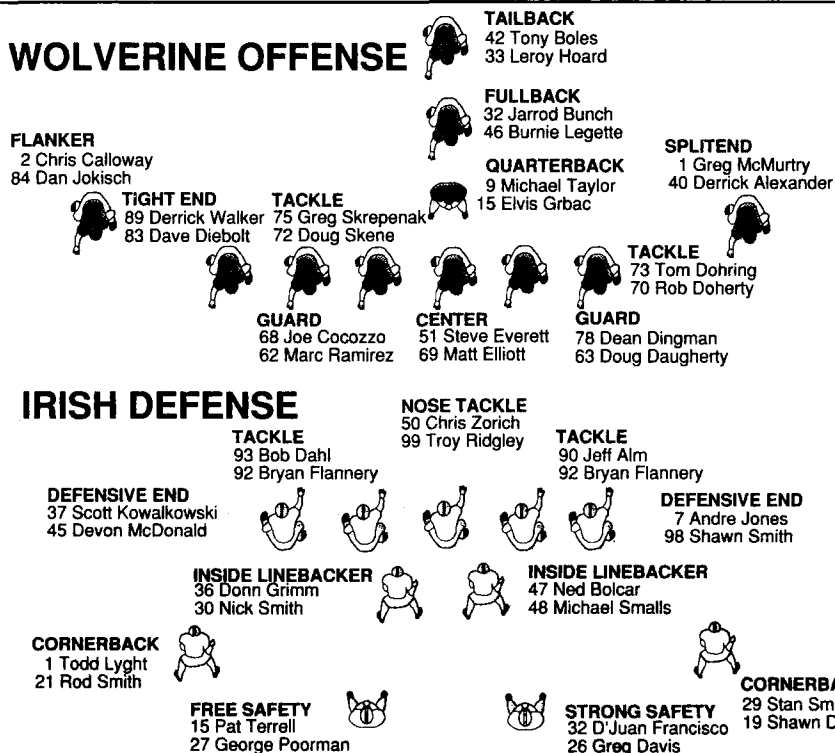 WOLVERINE OFFENSE
TAILBACK
42 Tony Boles
33 Leroy Hoard
FULLBACK
32 Jarrod Bunch
46 Burnie Legette
FLANKER
2 Chris Calloway
84 Dan Jokisch
QUARTERBACK
9 Michael Taylor
15 Elvis Grbac
SPLITEND
1 Greg McMurtry
40 Derrick Alexander
TIGHT END
89 Derrick Walker
83 Dave Diebolt
TACKLE
75 Greg Skrepenak
72 Doug Skene
TACKLE
73 Tom Dohring
70 Rob Doherty
GUARD
68 Joe Cocozzo
62 Marc Ramirez
CENTER
51 Steve Everett
69 Matt Elliott
GUARD
78 Dean Dingman
63 Doug Daugherty
IRISH DEFENSE
NOSE TACKLE
50 Chris Zorich
99 Troy Ridgley
TACKLE
93 Bob Dahl
92 Bryan Flannery
TACKLE
90 Jeff Alm
92 Bryan Flannery
DEFENSIVE END
37 Scott Kowalkowski
45 Devon McDonald
DEFENSIVE END
7 Andre Jones
98 Shawn Smith
INSIDE LINEBACKER
36 Donn Grimm
30 Nick Smith
INSIDE LINEBACKER
47 Ned Bolcar
48 Michael Smalls
CORNERBACK
1 Todd Lyght
21 Rod Smith
CORNERBA
29 Stan Sm
19 Shawn D
FREE SAFETY
15 Pat Terrell
27 George Poorman
STRONG SAFETY
32 D'Juan Francisco
26 Greg Davis